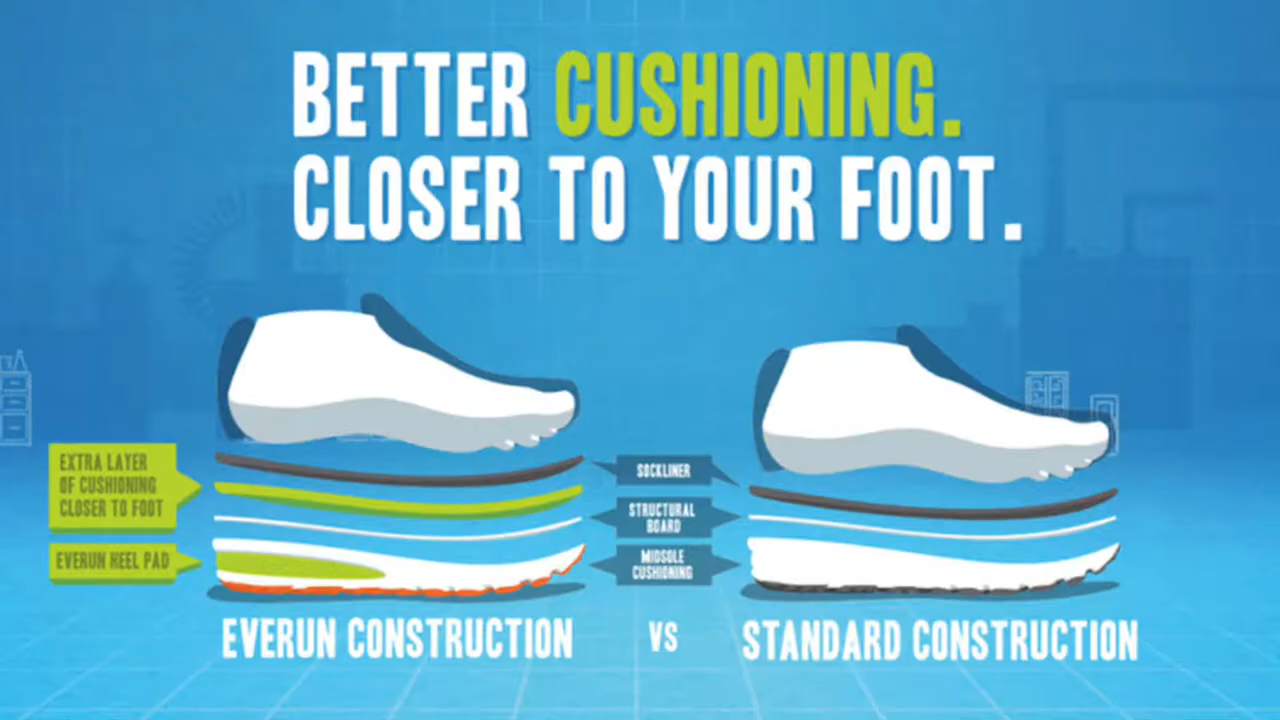 BETTER CUSHIONING.
CLOSER TO YOUR FOOT.
EXTRA LAYER
OF CUSHIONING
CLOSER TO FOOT
EVERUN HEEL PAD
SOCKLINER
STRUCTURAL
BOARD
MIDSOLE
CUSHIONING
EVERUN CONSTRUCTION
VS
STANDARD CONSTRUCTION